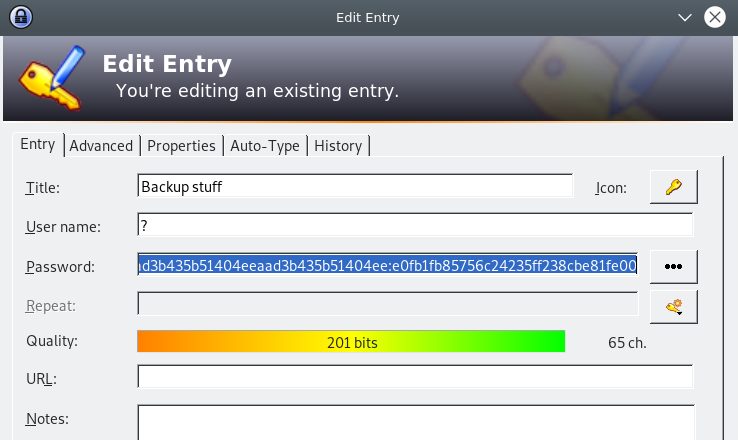 Edit Entry
Edit Entry
You're editing an existing entry.
Entry Advanced Properties Auto-Type History
Title: Backup stuff Icon:
User name: ?
Password: d3b435b51404eeaad3b435b51404ee:e0fb1fb85756c24235ff238cbe81fe00 •••
Repeat:
Quality: 201 bits 65 ch.
URL:
Notes: